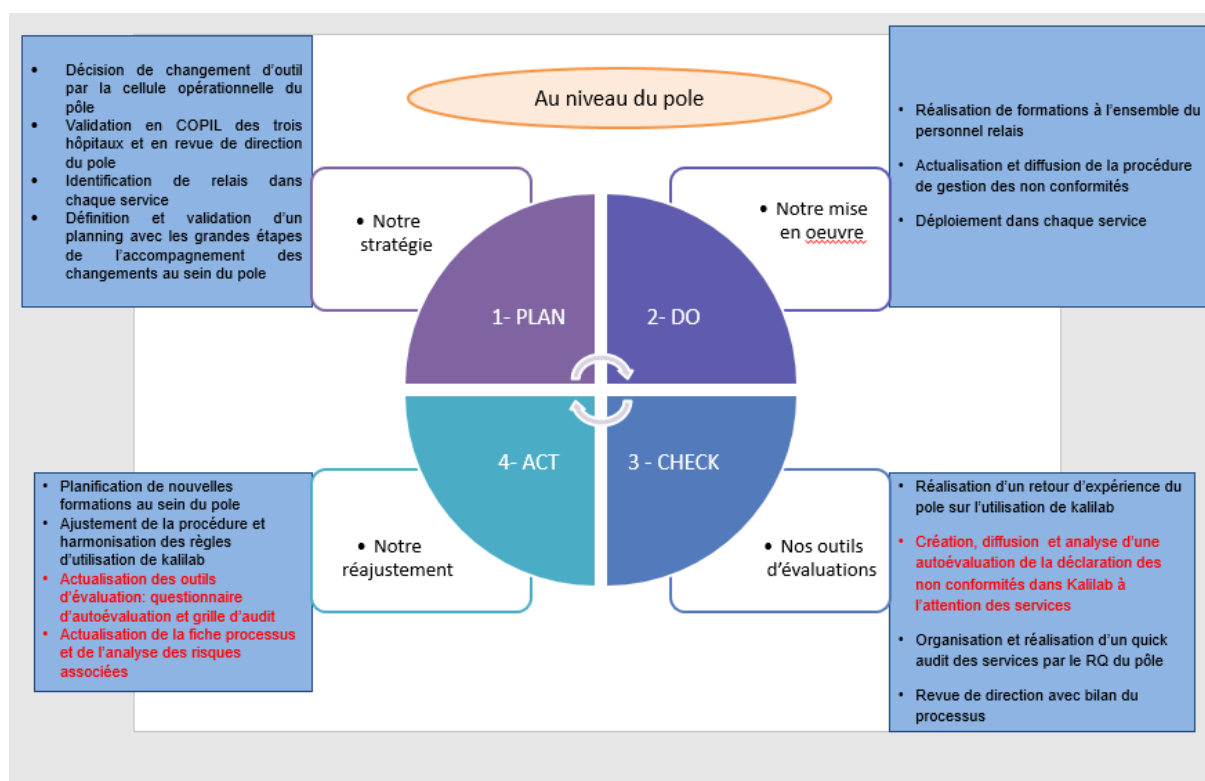 Au niveau du pole
• Décision de changement d'outil
par la cellule opérationnelle du
pôle
• Validation en COPIL des trois
hôpitaux et en revue de direction
du pole
• Identification de relais dans
chaque service
• Définition et validation d'un
planning avec les grandes étapes
de l'accompagnement des
changements au sein du pole
• Notre
stratégie
1- PLAN
• Réalisation de formations à l'ensemble du
personnel relais
• Actualisation et diffusion de la procédure
de gestion des non conformités
• Déploiement dans chaque service
• Notre mise
en oeuvre
2- DO
3 - CHECK
• Nos outils
d'évaluations
• Réalisation d'un retour d'expérience du
pole sur l'utilisation de kalilab
• Création, diffusion et analyse d'une
autoévaluation de la déclaration des
non conformités dans Kalilab à
l'attention des services
• Organisation et réalisation d'un quick
audit des services par le RQ du pôle
• Revue de direction avec bilan du
processus
4- ACT
• Notre
réajustement
• Planification de nouvelles
formations au sein du pole
• Ajustement de la procédure et
harmonisation des règles
d'utilisation de kalilab
• Actualisation des outils
d'évaluation: questionnaire
d'autoévaluation et grille d'audit
• Actualisation de la fiche processus
et de l'analyse des risques
associées